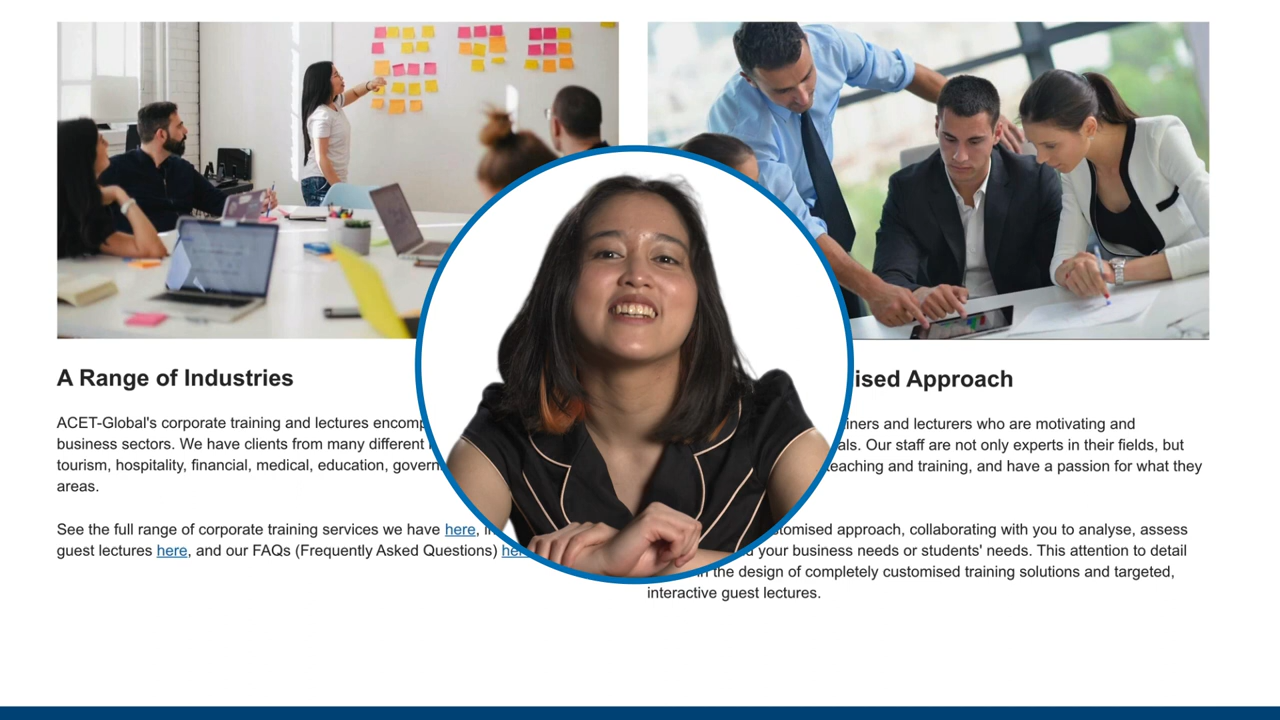 A Range of Industries
ACET-Global's corporate training and lectures encomp
business sectors. We have clients from many different
tourism, hospitality, financial, medical, education, govern
areas.
See the full range of corporate training services we have here,
guest lectures here, and our FAQs (Frequently Asked Questions)
ised Approach
iners and lecturers who are motivating and
als. Our staff are not only experts in their fields, but
teaching and training, and have a passion for what they
tomised approach, collaborating with you to analyse, assess
your business needs or students' needs. This attention to detail
in the design of completely customised training solutions and targeted,
interactive guest lectures.